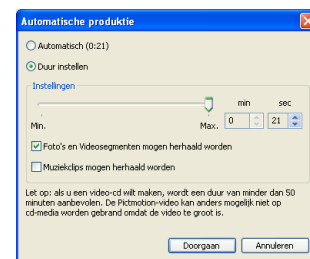 Automatische produktie
Automatisch (0:21)
Duur instellen
Instellingen
min sec
0 21
Min. Max.
Foto's en Videosegmenten mogen herhaald worden
Muziekclips mogen herhaald worden
Let op: als u een video-cd wilt maken, wordt een duur van minder dan 50
minuten aanbevolen. De Pictmotion-video kan anders mogelijk niet op
cd-media worden gebrand omdat de video te groot is.
Doorgaan Annuleren